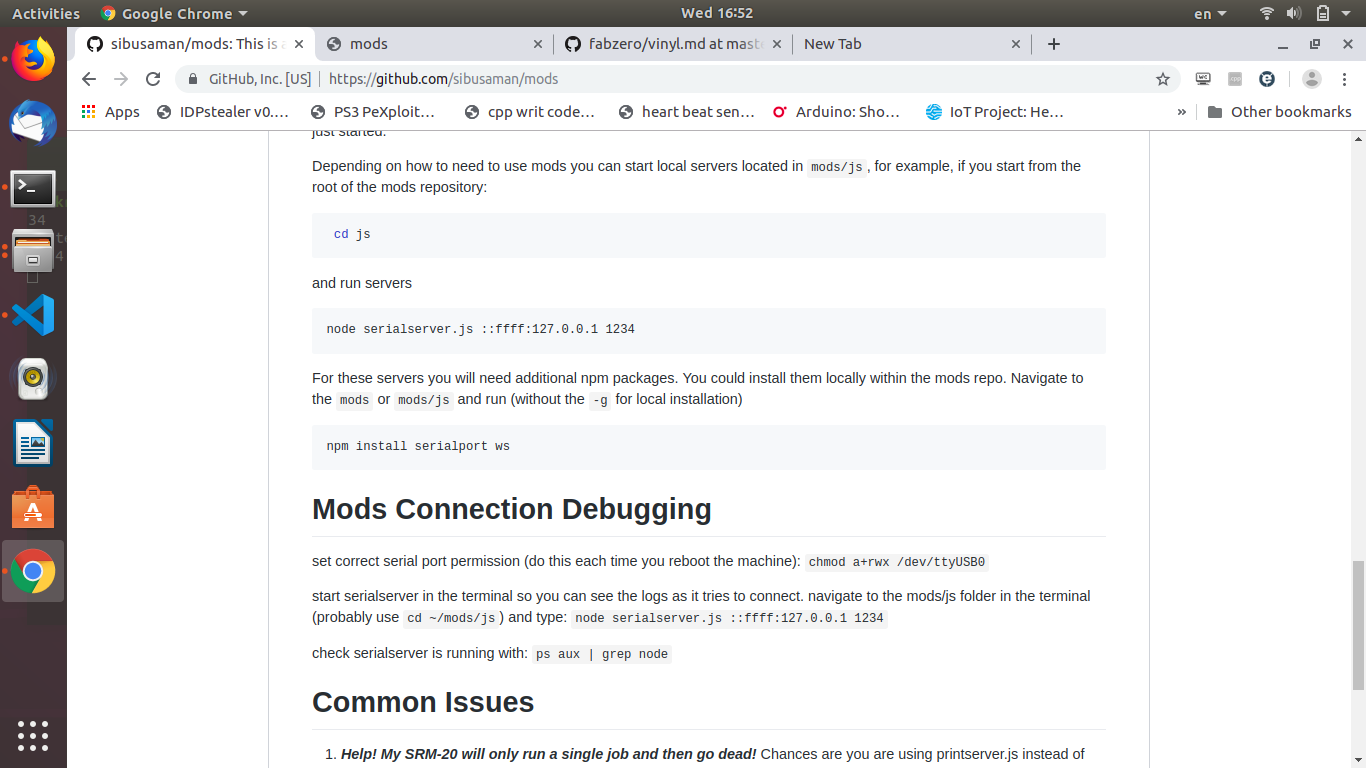 Activities Google Chrome Wed 16:52 en
sibusaman/mods: This is a mods fabzero/vinyl.md at maste New Tab
GitHub, Inc. [US] https://github.com/sibusaman/mods
Apps IDPstealer v0.… PS3 PeXploit… cpp writ code… heart beat sen… Arduino: Sho… IoT Project: He… » Other bookmarks
just started.
Depending on how to need to use mods you can start local servers located in mods/js , for example, if you start from the
root of the mods repository:
cd js
and run servers
node serialserver.js ::ffff:127.0.0.1 1234
For these servers you will need additional npm packages. You could install them locally within the mods repo. Navigate to
the mods or mods/js and run (without the -g for local installation)
npm install serialport ws
Mods Connection Debugging
set correct serial port permission (do this each time you reboot the machine): chmod a+rwx /dev/ttyUSB0
start serialserver in the terminal so you can see the logs as it tries to connect. navigate to the mods/js folder in the terminal
(probably use cd ~/mods/js ) and type: node serialserver.js ::ffff:127.0.0.1 1234
check serialserver is running with: ps aux | grep node
Common Issues
1. Help! My SRM-20 will only run a single job and then go dead! Chances are you are using printserver.js instead of